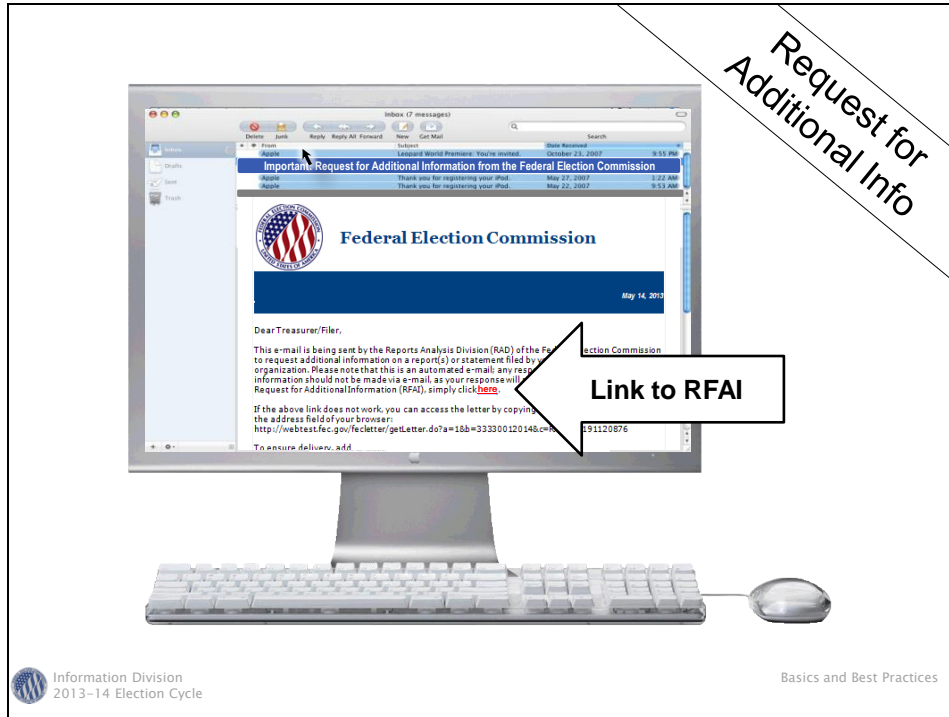 Request for
Additional Info
Inbox (7 messages)
Delete Junk Reply Reply All Forward New Get Mail Search
From Subject Date Received
Inbox
Drafts
Sent
Trash
Apple Leopard World Premiere. You're invited. October 23, 2007 9:55 PM
Important: Request for Additional Information from the Federal Election Commission
Apple Thank you for registering your iPod. May 27, 2007 1:22 AM
Apple Thank you for registering your iPod. May 22, 2007 9:53 AM
Federal Election Commission
May 14, 2013
Dear Treasurer/Filer,
This e-mail is being sent by the Reports Analysis Division (RAD) of the Fe ection Commission
to request additional information on a report(s) or statement filed by
organization. Please note that this is an automated e-mail; any
information should not be made via e-mail, as your response will
Request for Additional Information (RFAI), simply click here.
If the above link does not work, you can access the letter by copying
the address field of your browser:
http://webtest.fec.gov/fecletter/getLetter.do?a=1&b=33330012014&c= 191120876
To ensure delivery, add
Link to RFAI
Information Division
2013-14 Election Cycle
Basics and Best Practices